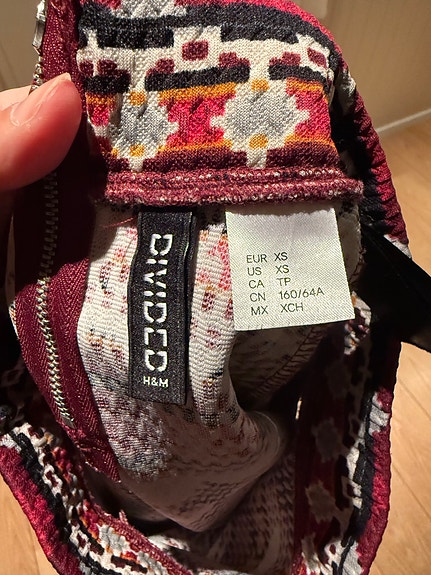 DIVIDED
H&M
EUR XS
US XS
CA TP
CN 160/64A
MX XCH